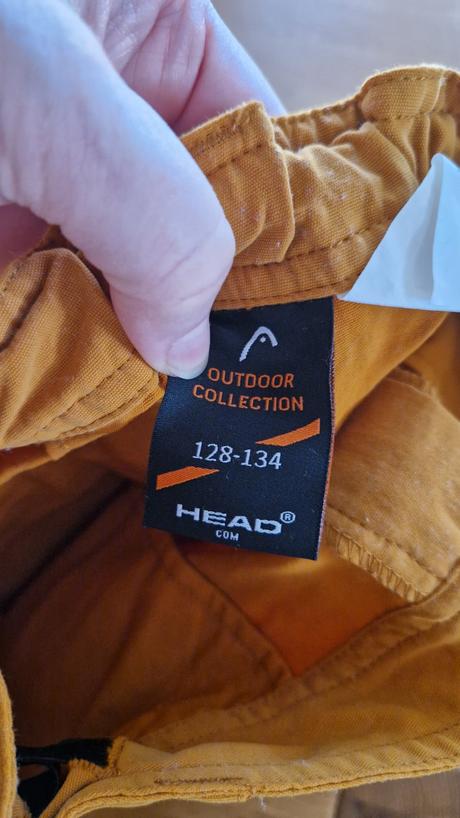 OUTDOOR
COLLECTION
128-134
HEAD®
COM